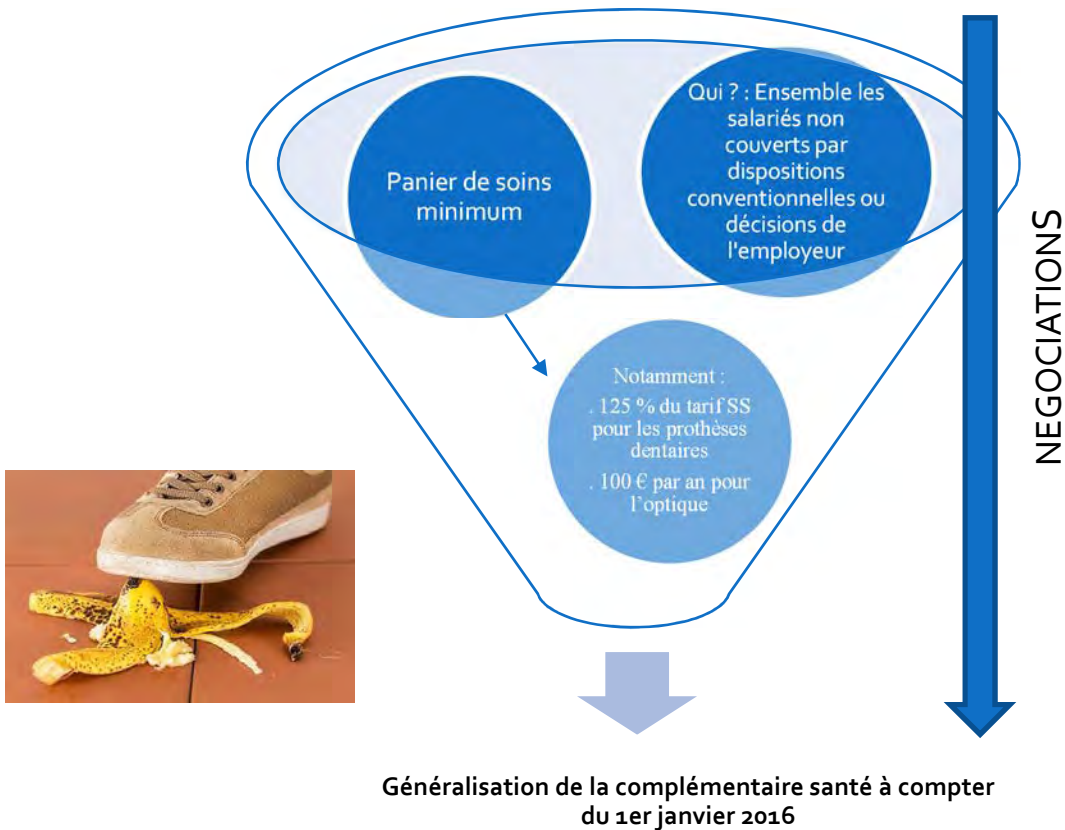 Panier de soins
minimum
Qui ? : Ensemble les
salariés non
couverts par
dispositions
conventionnelles ou
décisions de
l'employeur
Notamment :
. 125 % du tarif SS
pour les prothèses
dentaires
. 100 € par an pour
l'optique
NEGOCIATIONS
Généralisation de la complémentaire santé à compter
du 1er janvier 2016